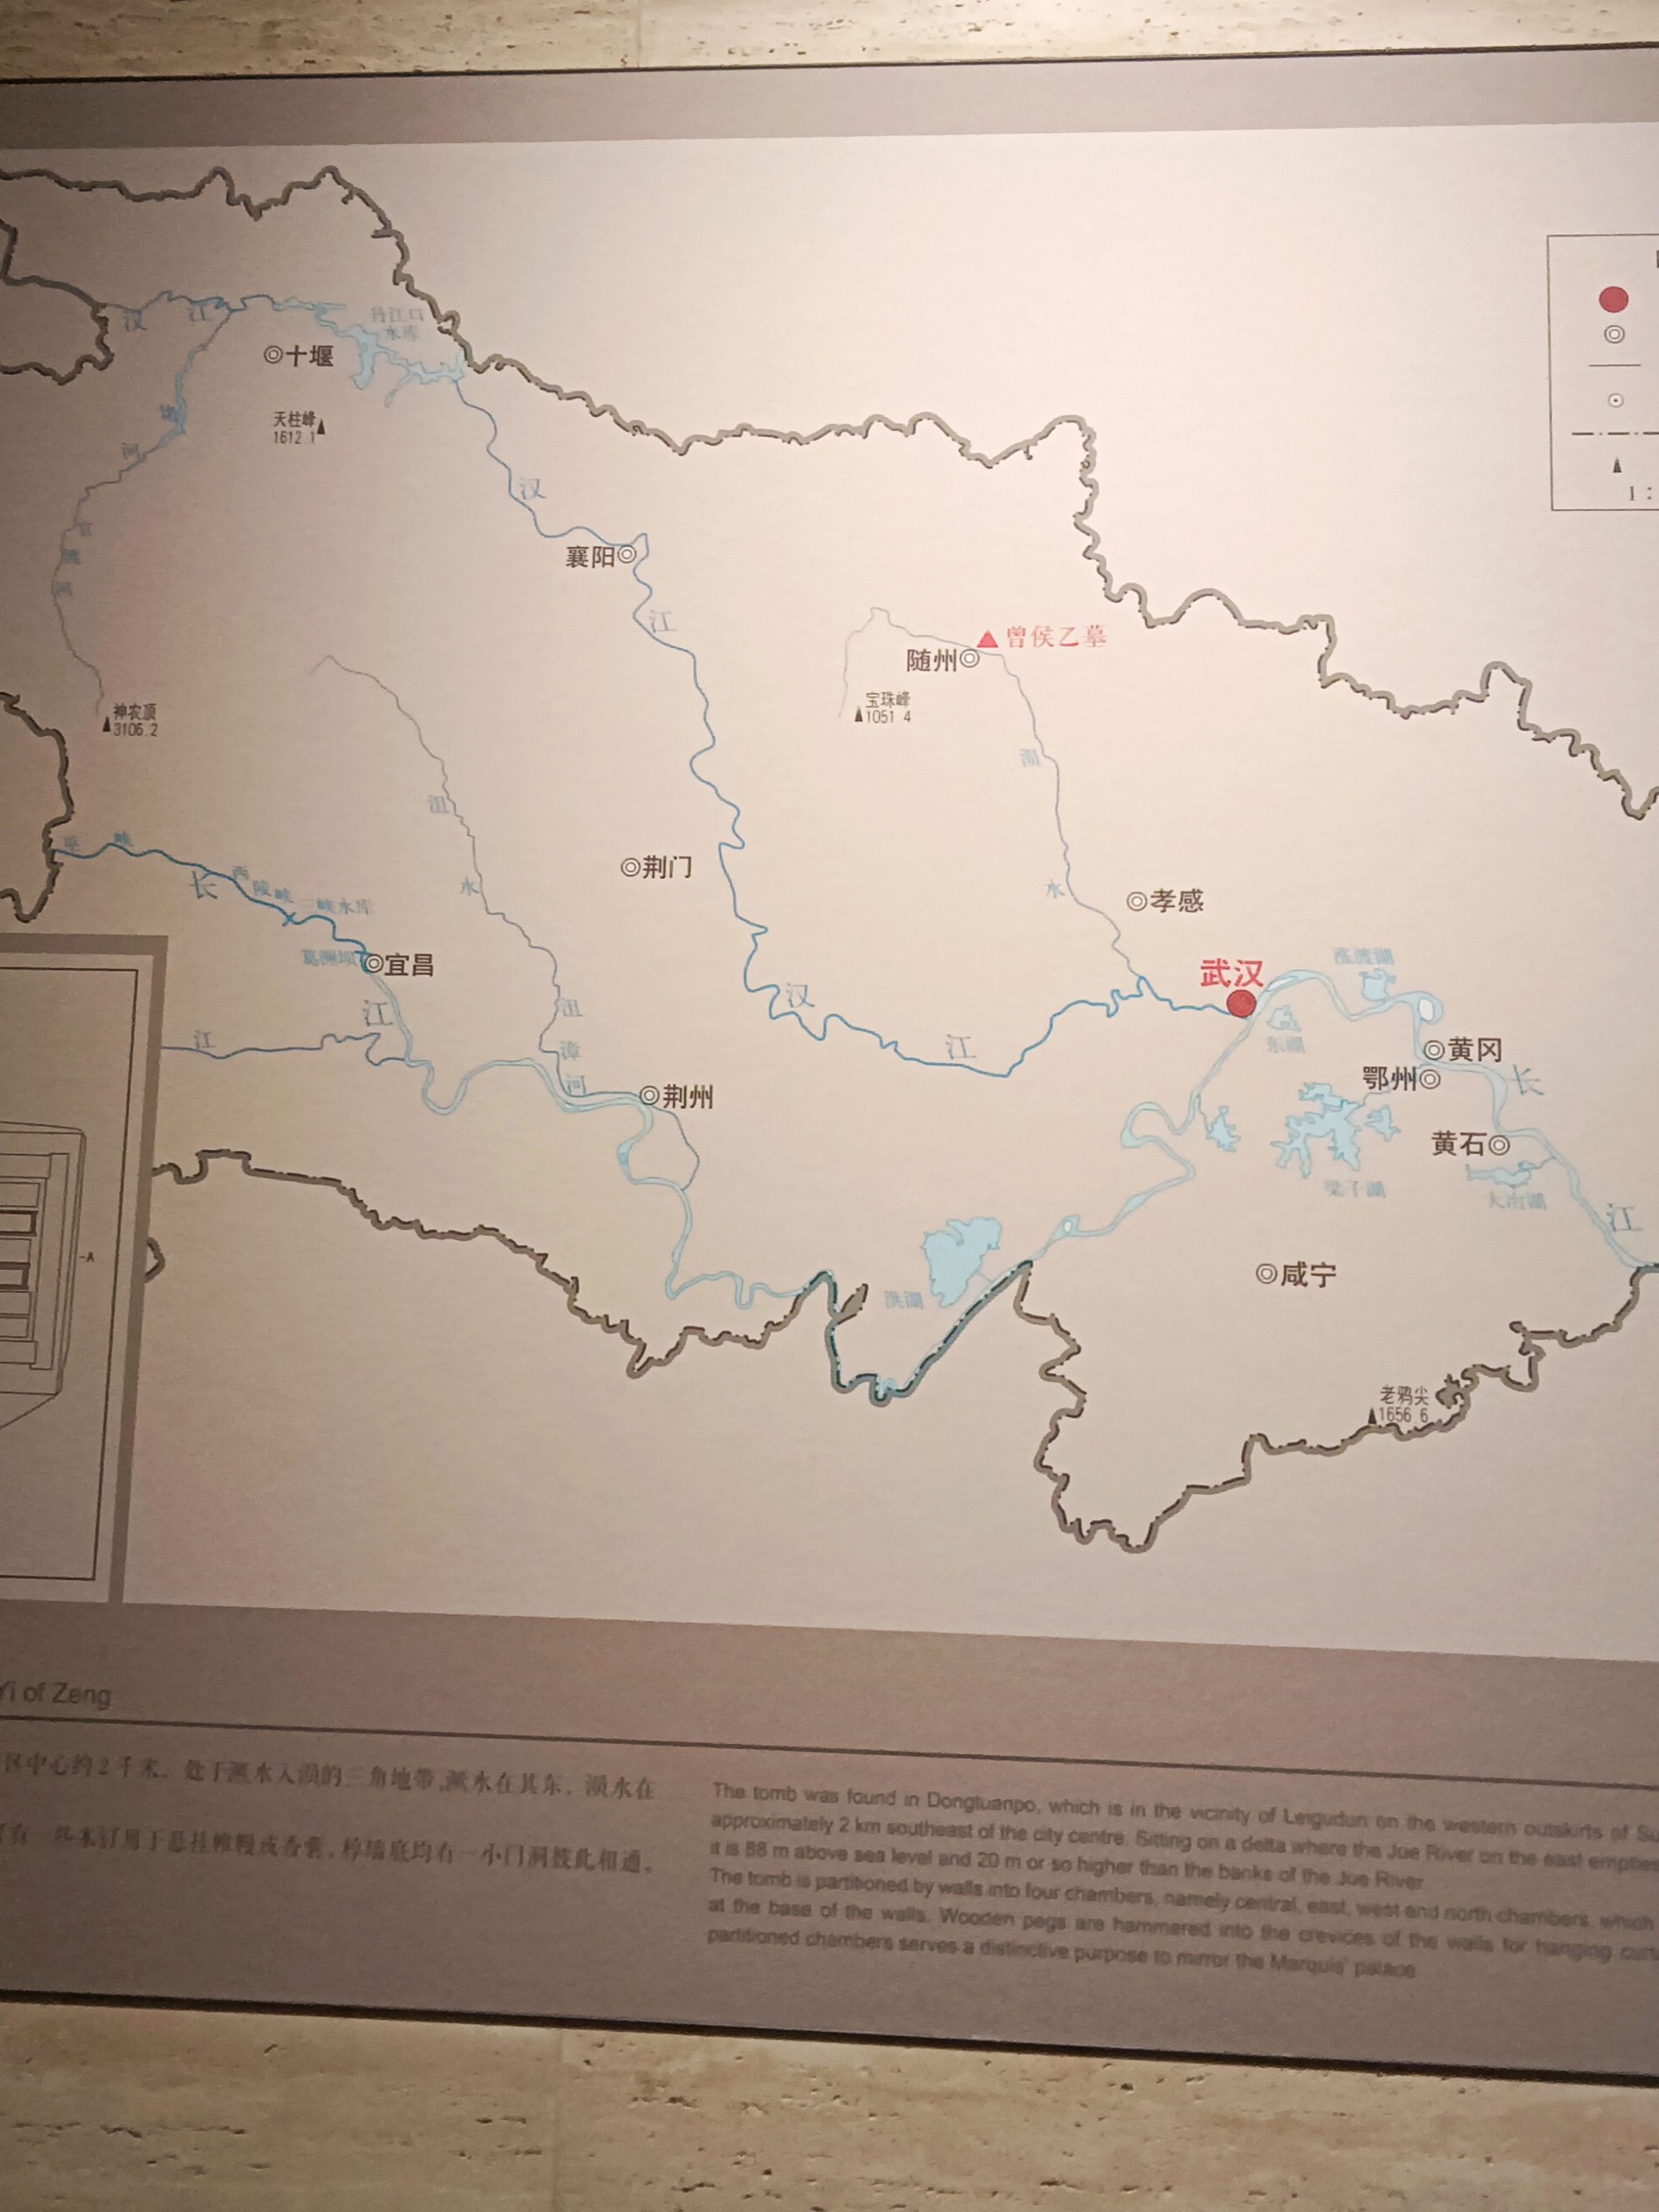 丹江口
水库
汉 江
十堰
堵
河
天柱峰
1612.1
官
渡
河
汉
襄阳
江
曾侯乙墓
随州
宝珠峰
1051.4
神农顶
3106.2
涢
沮
水
水
荆门
孝感
巫 峡
长
西 陵 峡
三峡水库
葛洲坝
宜昌
武汉
涨渡湖
东湖
汉
江
江
江
沮
漳
河
荆州
黄冈
鄂州
长
黄石
梁子湖
大冶湖
江
洪湖
咸宁
老鸦尖
1656.6
1:
-A
Yi of Zeng
区中心约2千米。处于㵐水入涢的三角地带,㵐水在其东,涢水在
有一些木钉用于悬挂帷幔或香囊。椁墙底均有一小门洞彼此相通。
The tomb was found in Dongtuanpo, which is in the vicinity of Leigudun on the western outskirts of Su
approximately 2 km southeast of the city centre. Sitting on a delta where the Jue River on the east empties
it is 88 m above sea level and 20 m or so higher than the banks of the Jue River.
The tomb is partitioned by walls into four chambers, namely central, east, west and north chambers, which
at the base of the walls. Wooden pegs are hammered into the crevices of the walls for hanging curt
partitioned chambers serves a distinctive purpose to mirror the Marquis' palace.